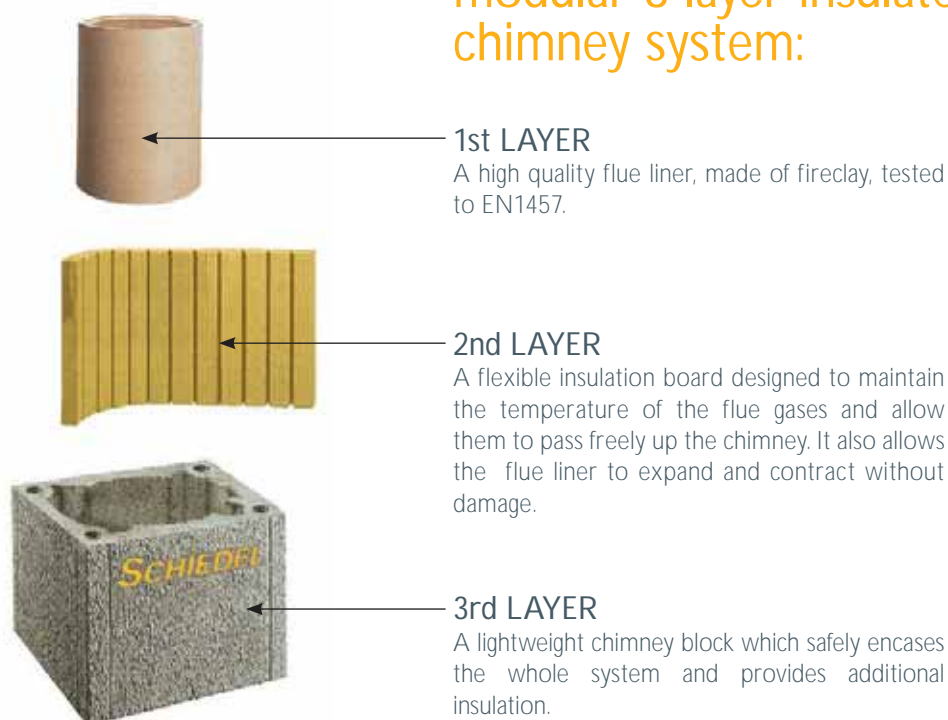 chimney system:
1st LAYER
A high quality flue liner, made of fireclay, tested
to EN1457.
2nd LAYER
A flexible insulation board designed to maintain
the temperature of the flue gases and allow
them to pass freely up the chimney. It also allows
the flue liner to expand and contract without
damage.
SCHIEDEL
3rd LAYER
A lightweight chimney block which safely encases
the whole system and provides additional
insulation.